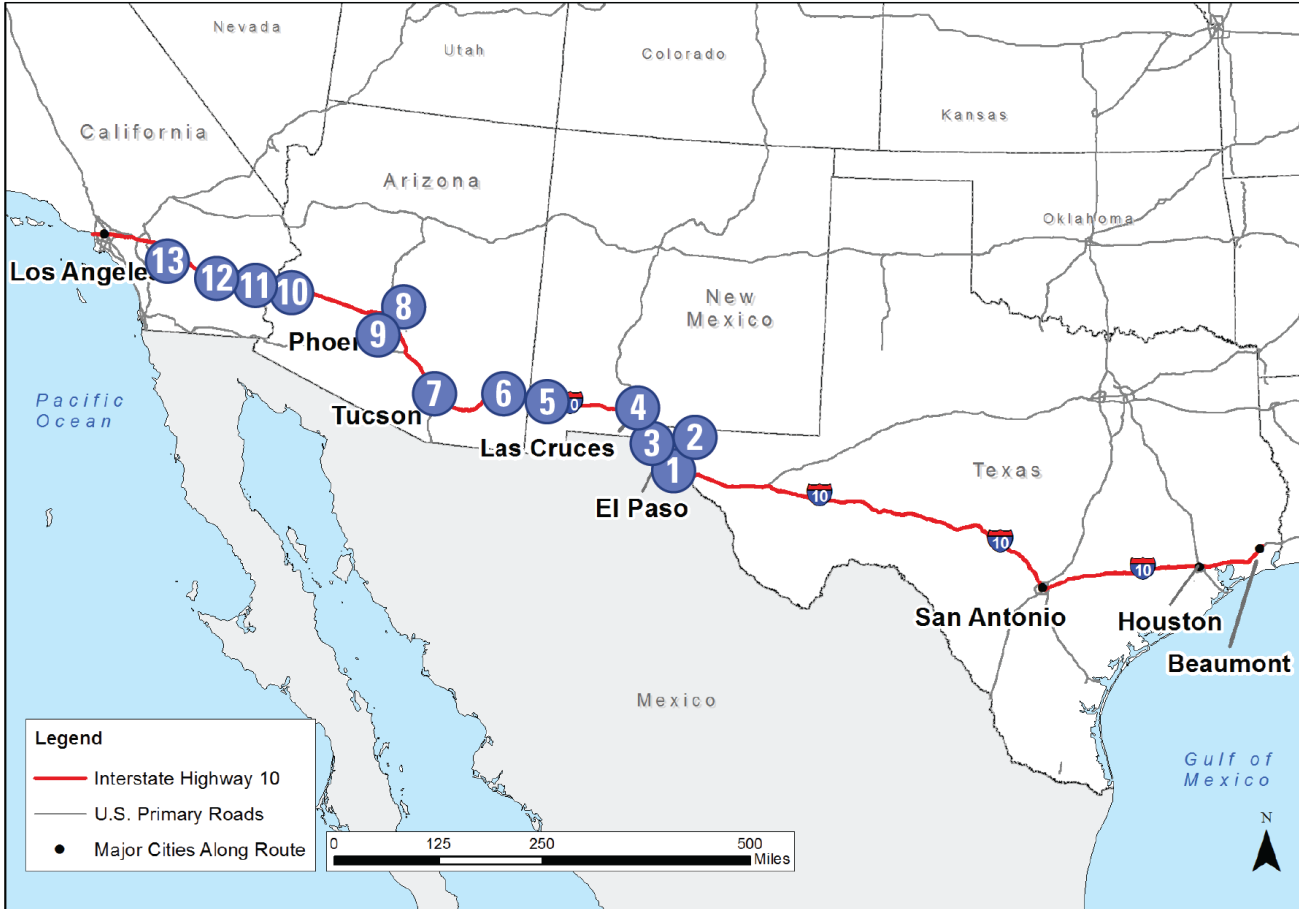 Nevada
Utah
Colorado
California
Kansas
Arizona
Oklahoma
13
12
11
10
8
9
New
Mexico
7
6
5
4
3
2
1
Pacific
Ocean
Tucson
Las Cruces
El Paso
Texas
10
10
10
San Antonio
Houston
Beaumont
Mexico
Gulf of
Mexico
N
Legend
Interstate Highway 10
U.S. Primary Roads
Major Cities Along Route
0 125 250 500
Miles
Los Angeles
Phoen